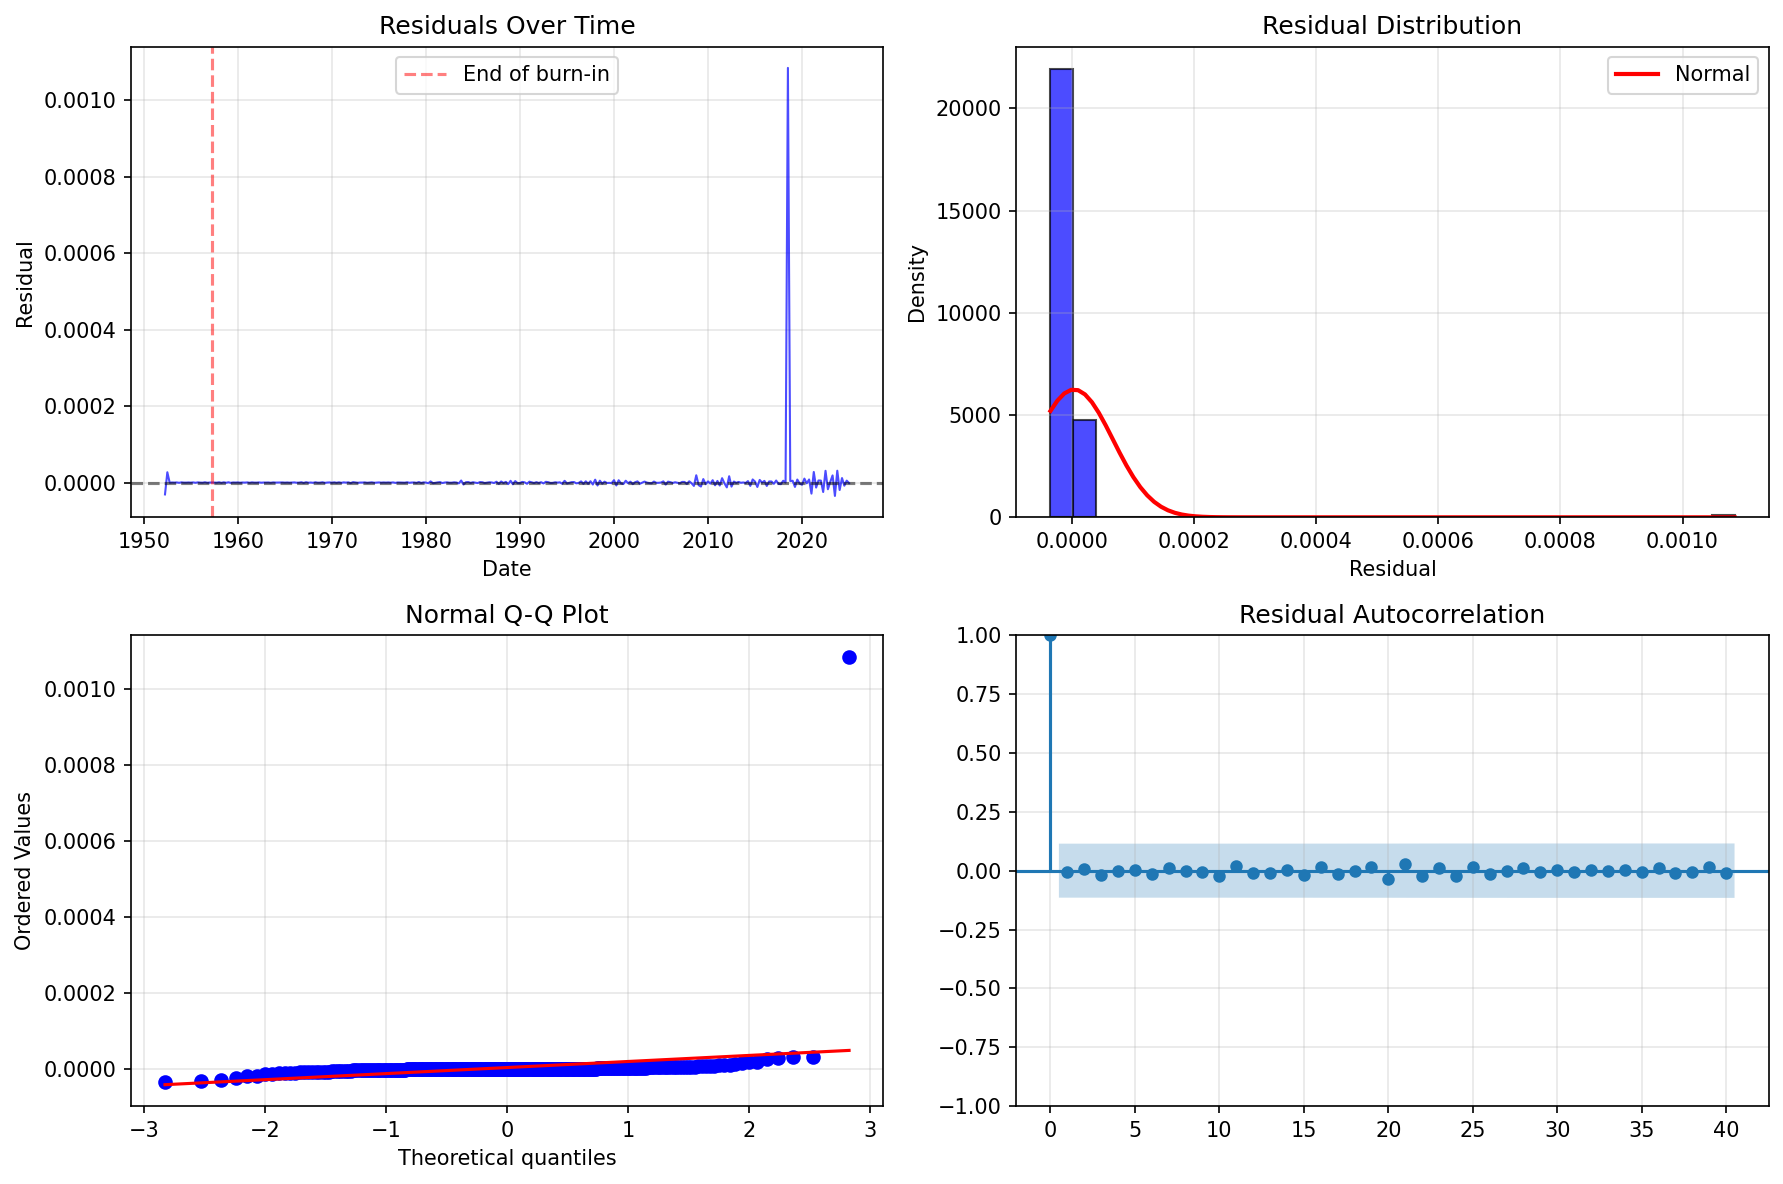 Residuals Over Time
End of burn-in
0.0010
0.0008
0.0006
0.0004
0.0002
0.0000
Residual
1950 1960 1970 1980 1990 2000 2010 2020
Date
Residual Distribution
Normal
20000
15000
10000
5000
0
Density
0.0000 0.0002 0.0004 0.0006 0.0008 0.0010
Residual
Normal Q-Q Plot
0.0010
0.0008
0.0006
0.0004
0.0002
0.0000
Ordered Values
−3 −2 −1 0 1 2 3
Theoretical quantiles
Residual Autocorrelation
1.00
0.75
0.50
0.25
0.00
−0.25
−0.50
−0.75
−1.00
0 5 10 15 20 25 30 35 40